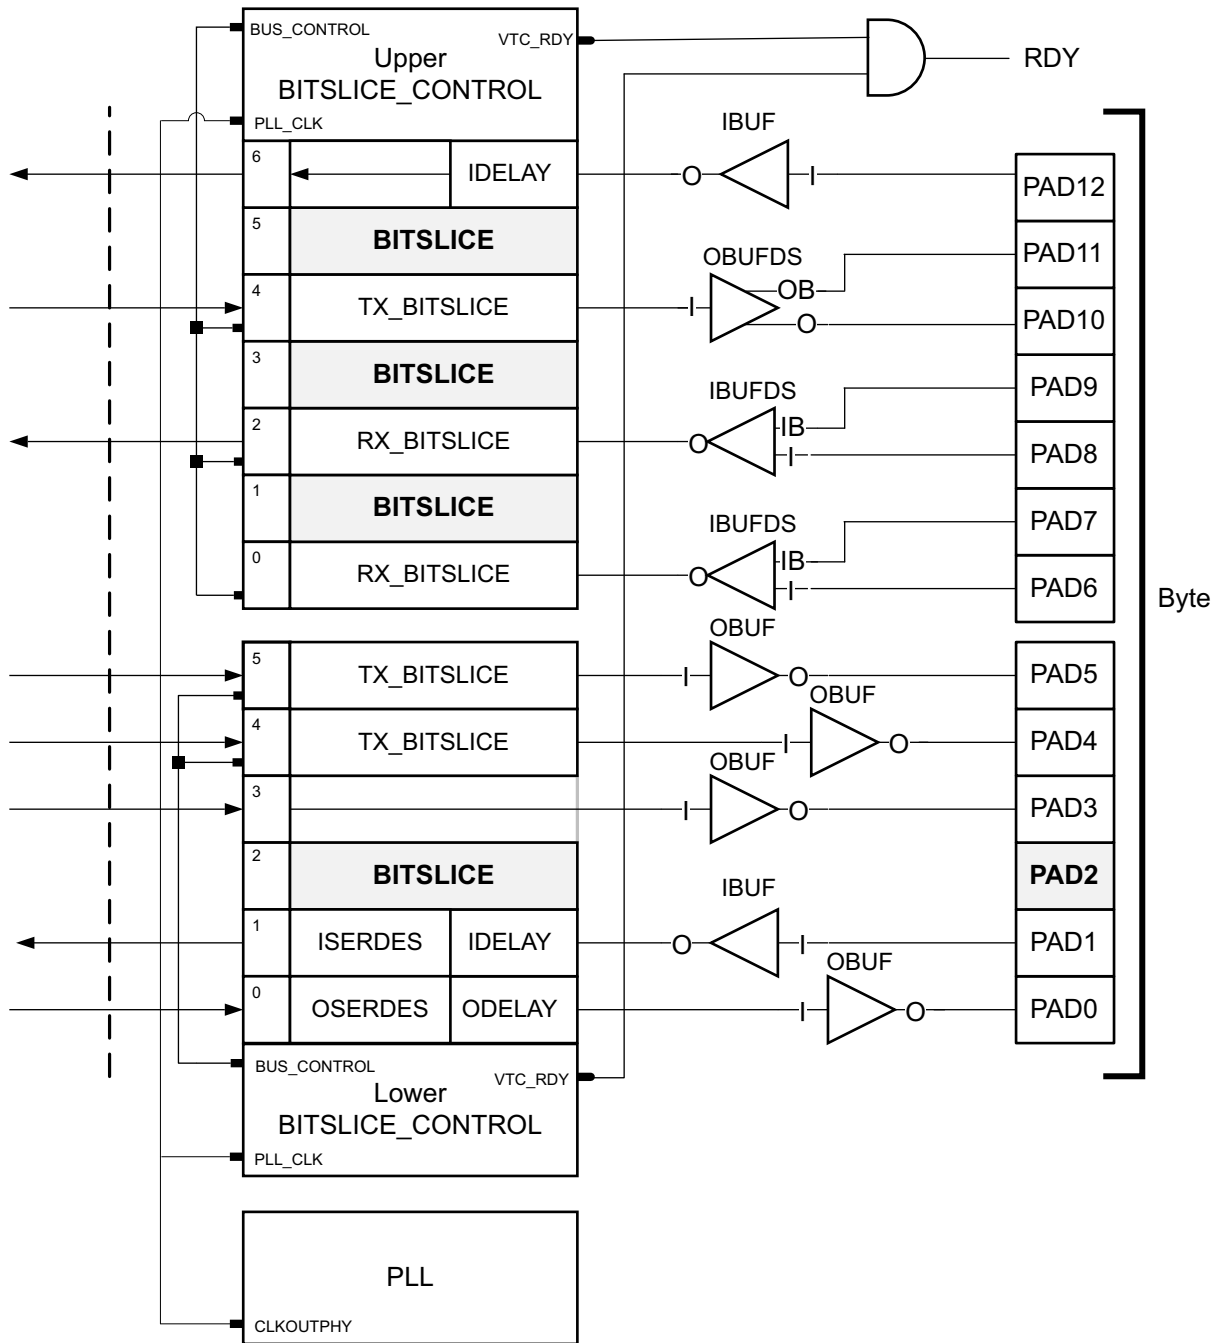 BUS_CONTROL
VTC_RDY
Upper
BITSLICE_CONTROL
PLL_CLK
RDY
IBUF
6
IDELAY
O
I
PAD12
5
BITSLICE
OBUFDS
PAD11
4
TX_BITSLICE
I
OB
O
PAD10
3
BITSLICE
IBUFDS
PAD9
2
RX_BITSLICE
O
IB
I
PAD8
1
BITSLICE
IBUFDS
PAD7
0
RX_BITSLICE
O
IB
I
PAD6
Byte
OBUF
5
TX_BITSLICE
I
O
PAD5
OBUF
4
TX_BITSLICE
I
O
PAD4
OBUF
3
I
O
PAD3
2
BITSLICE
PAD2
IBUF
1
ISERDES
IDELAY
O
I
PAD1
OBUF
0
OSERDES
ODELAY
I
O
PAD0
BUS_CONTROL
VTC_RDY
Lower
BITSLICE_CONTROL
PLL_CLK
PLL
CLKOUTPHY